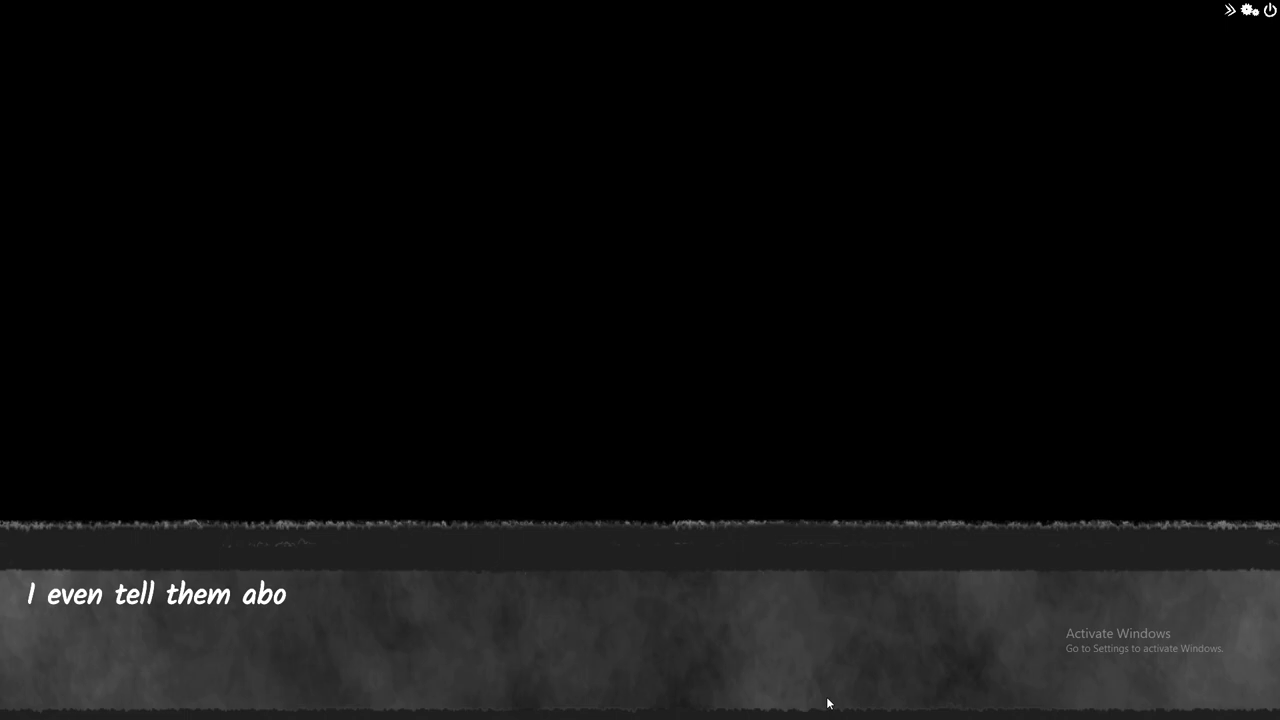 I even tell them abo
Activate Windows
Go to Settings to activate Windows.